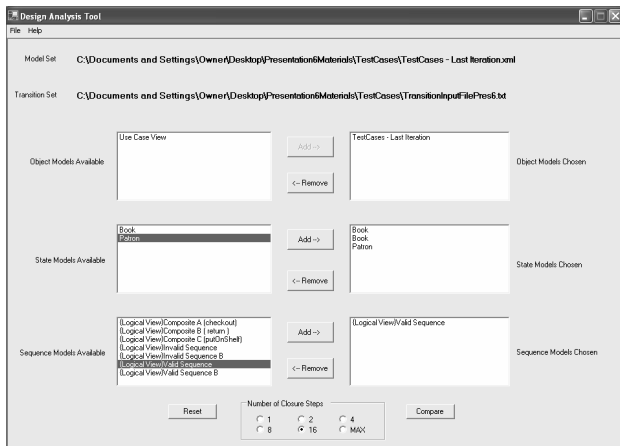 Design Analysis Tool
File Help
Model Set C:\Documents and Settings\Owner\Desktop\Presentation6Materials\TestCases\TestCases - Last Iteration.xml
Transition Set C:\Documents and Settings\Owner\Desktop\Presentation6Materials\TestCases\TransitionInputFilePres6.txt
Object Models Available
Use Case View
Add -->
<-- Remove
TestCases - Last Iteration
Object Models Chosen
State Models Available
Book
Patron
Add -->
<-- Remove
Book
Book
Patron
State Models Chosen
Sequence Models Available
(Logical View)Composite A (checkout)
(Logical View)Composite B ( return )
(Logical View)Composite C (putOnShelf)
(Logical View)Invalid Sequence
(Logical View)Invalid Sequence B
(Logical View)Valid Sequence
(Logical View)Valid Sequence B
Add -->
<-- Remove
(Logical View)Valid Sequence
Sequence Models Chosen
Reset
Number of Closure Steps
1 2 4
8 16 MAX
Compare